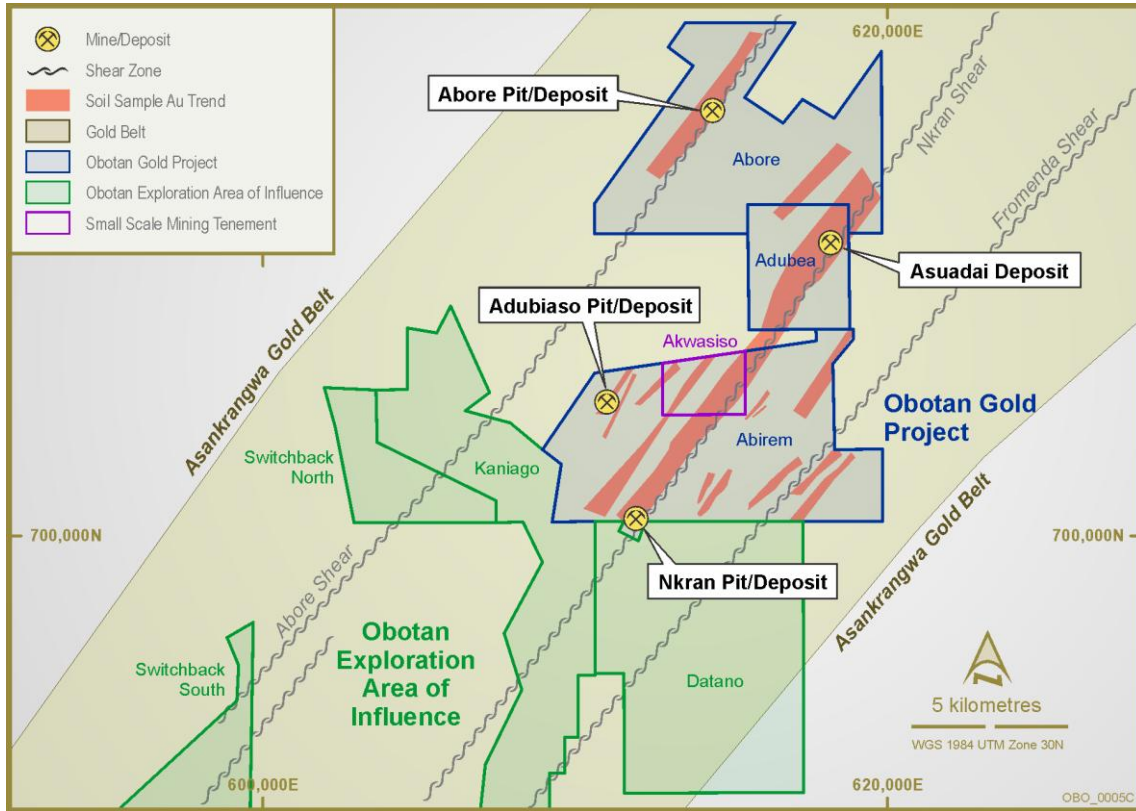 Mine/Deposit
Shear Zone
Soil Sample Au Trend
Gold Belt
Obotan Gold Project
Obotan Exploration Area of Influence
Small Scale Mining Tenement
620,000E
Abore Pit/Deposit
Abore
Nkran Shear
Fromenda Shear
Adubea
Asuadai Deposit
Adubiaso Pit/Deposit
Akwasiso
Asankrangwa Gold Belt
Abirem
Obotan Gold
Project
Switchback
North
Kaniago
700,000N
700,000N
Nkran Pit/Deposit
Asankrangwa Gold Belt
Abore Shear
Obotan
Exploration
Area of
Influence
Switchback
South
Datano
N
5 kilometres
WGS 1984 UTM Zone 30N
600,000E
620,000E
OBO_0005C